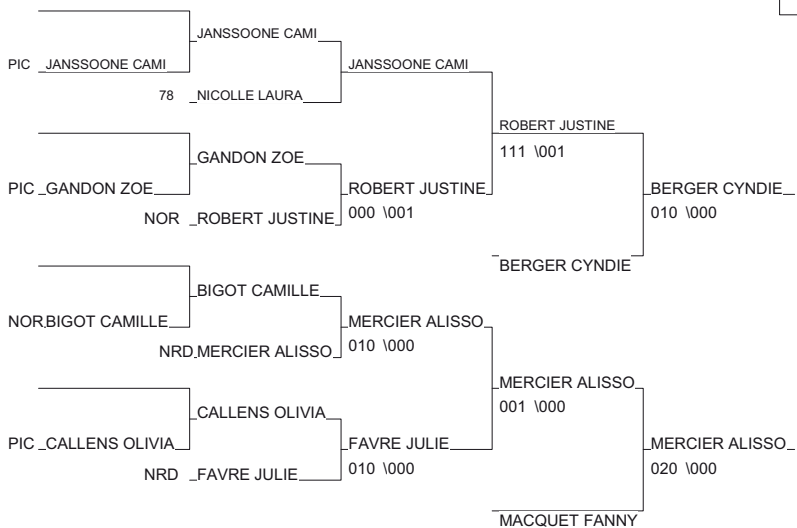 JANSSOONE CAMI
PIC JANSSOONE CAMI JANSSOONE CAMI
78 NICOLLE LAURA
ROBERT JUSTINE
111 \001
GANDON ZOE
PIC GANDON ZOE ROBERT JUSTINE BERGER CYNDIE
000 \001 010 \000
NOR ROBERT JUSTINE
BERGER CYNDIE
BIGOT CAMILLE
NOR BIGOT CAMILLE MERCIER ALISSO
010 \000
NRD MERCIER ALISSO
MERCIER ALISSO
001 \000
CALLENS OLIVIA
PIC CALLENS OLIVIA FAVRE JULIE MERCIER ALISSO
010 \000 020 \000
NRD FAVRE JULIE
MACQUET FANNY